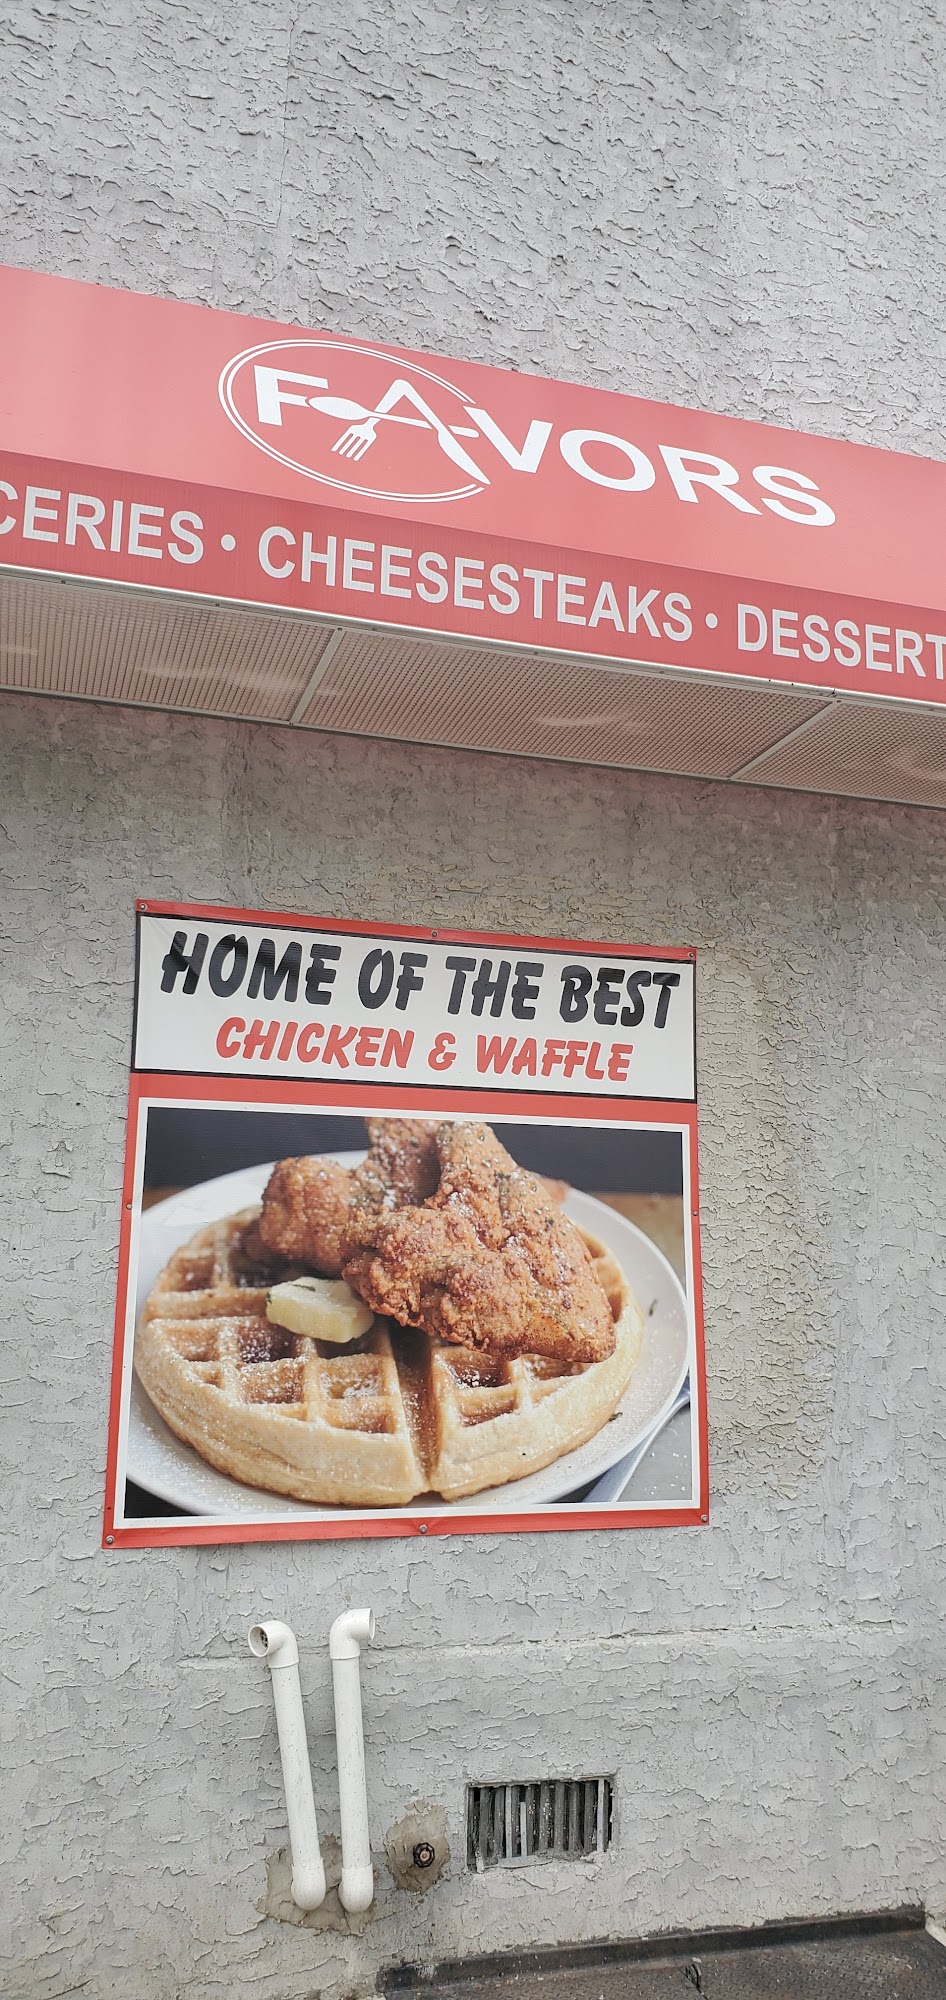 FAVORS
CERIES · CHEESESTEAKS · DESSERT
HOME OF THE BEST
CHICKEN & WAFFLE